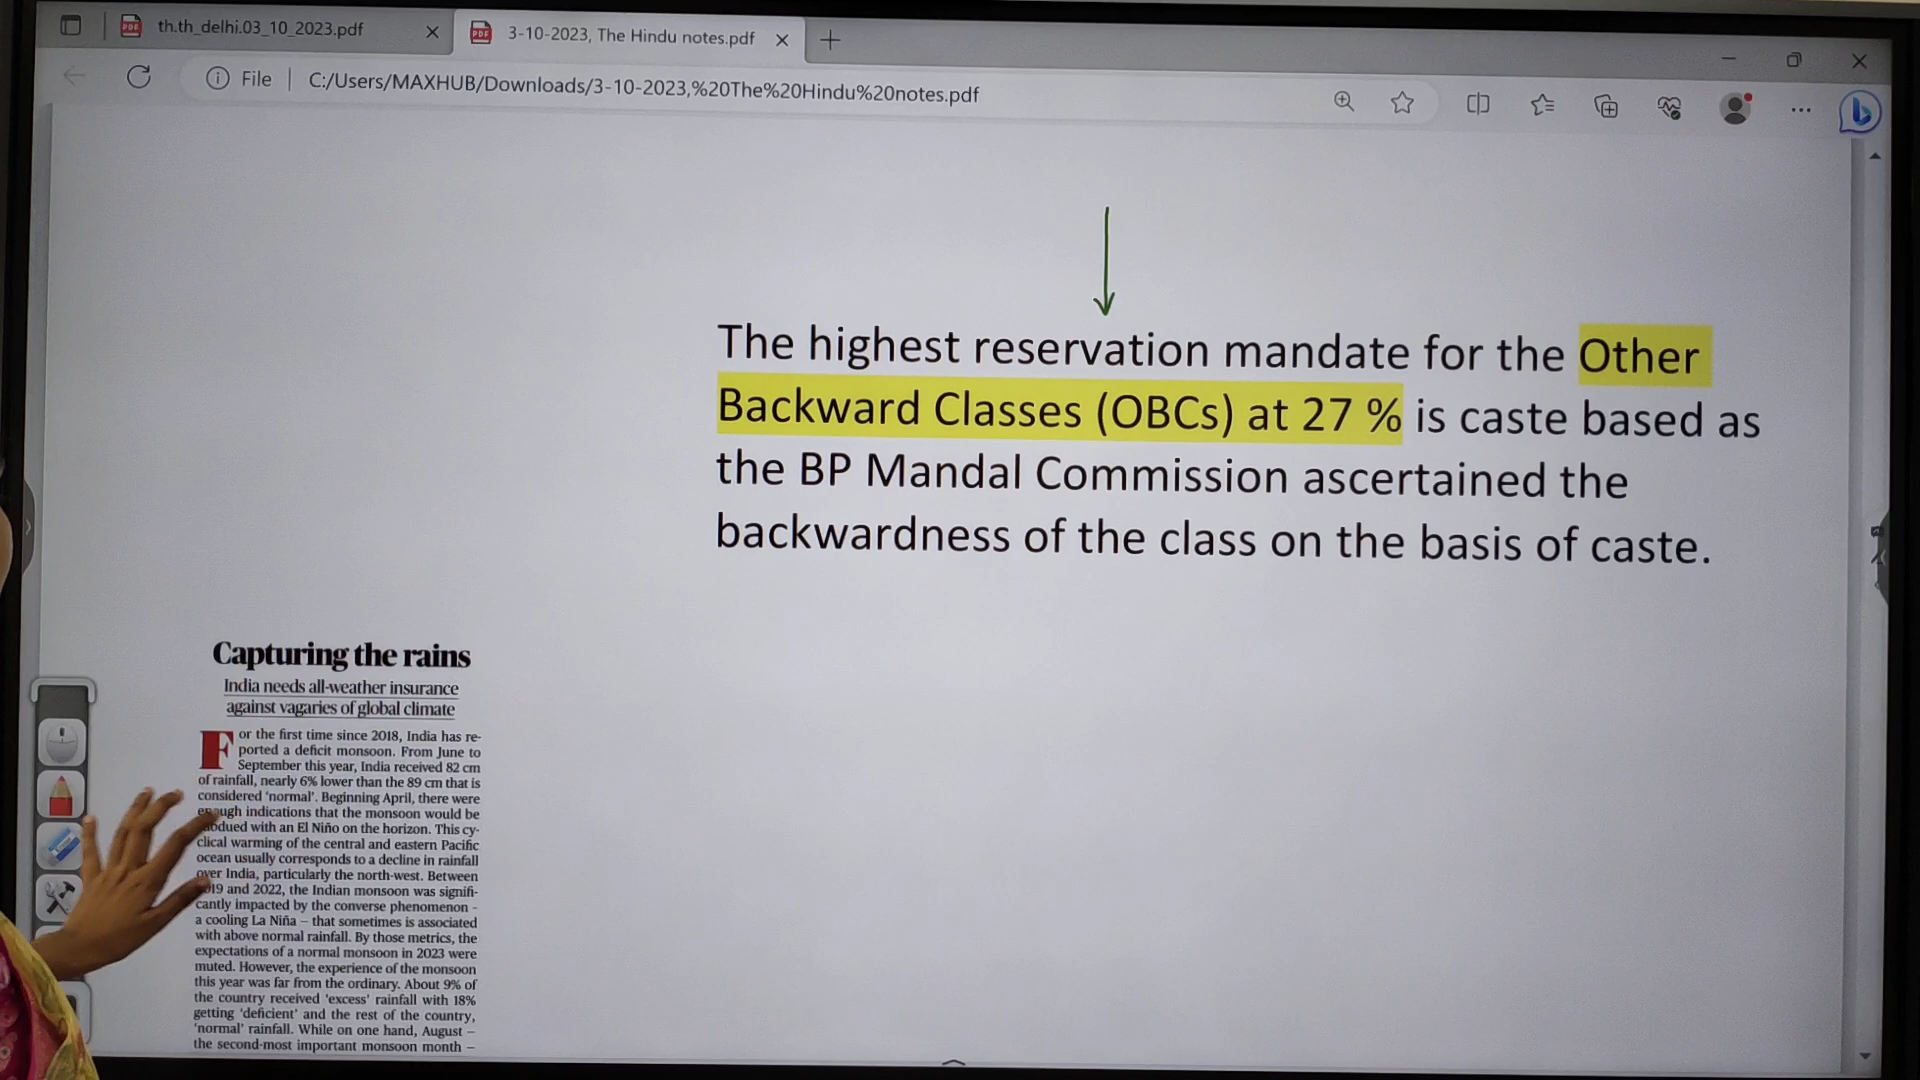 th.th_delhi.03_10_2023.pdf
3-10-2023, The Hindu notes.pdf
File
C:/Users/MAXHUB/Downloads/3-10-2023,%20The%20Hindu%20notes.pdf
The highest reservation mandate for the Other
Backward Classes (OBCs) at 27 % is caste based as
the BP Mandal Commission ascertained the
backwardness of the class on the basis of caste.
Capturing the rains
India needs all-weather insurance
against vagaries of global climate
For the first time since 2018, India has re-
ported a deficit monsoon. From June to
September this year, India received 82 cm
of rainfall, nearly 6% lower than the 89 cm that is
considered 'normal'. Beginning April, there were
enough indications that the monsoon would be
with an El Niño on the horizon. This cy-
clical warming of the central and eastern Pacific
ocean usually corresponds to a decline in rainfall
over India, particularly the north-west. Between
and 2022, the Indian monsoon was signifi-
cantly impacted by the converse phenomenon -
a cooling La Niña – that sometimes is associated
with above normal rainfall. By those metrics, the
expectations of a normal monsoon in 2023 were
muted. However, the experience of the monsoon
this year was far from the ordinary. About 9% of
the country received 'excess' rainfall with 18%
getting 'deficient' and the rest of the country,
'normal' rainfall. While on one hand, August –
the second-most important monsoon month –